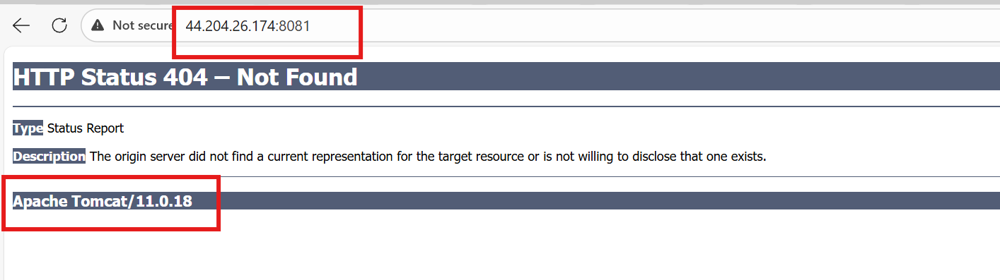 Not secure 44.204.26.174:8081
HTTP Status 404 – Not Found
Type Status Report
Description The origin server did not find a current representation for the target resource or is not willing to disclose that one exists.
Apache Tomcat/11.0.18